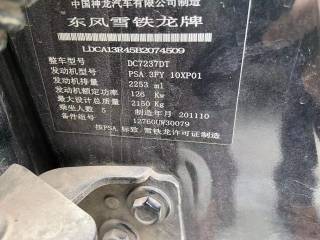 中国神龙汽车有限公司制造
东风雪铁龙牌
LDCA13R45B2074509
整车型号 DC7237DT
发动机型号 PSA 3FY 10XP01
发动机排量 2253 ml
发动机额定功率 126 Kw
最大设计总质量 2150 Kg
乘坐人数 5 制造年月 201110
备件组号 12760UW30079
按PSA 标致 雪铁龙许可证制造